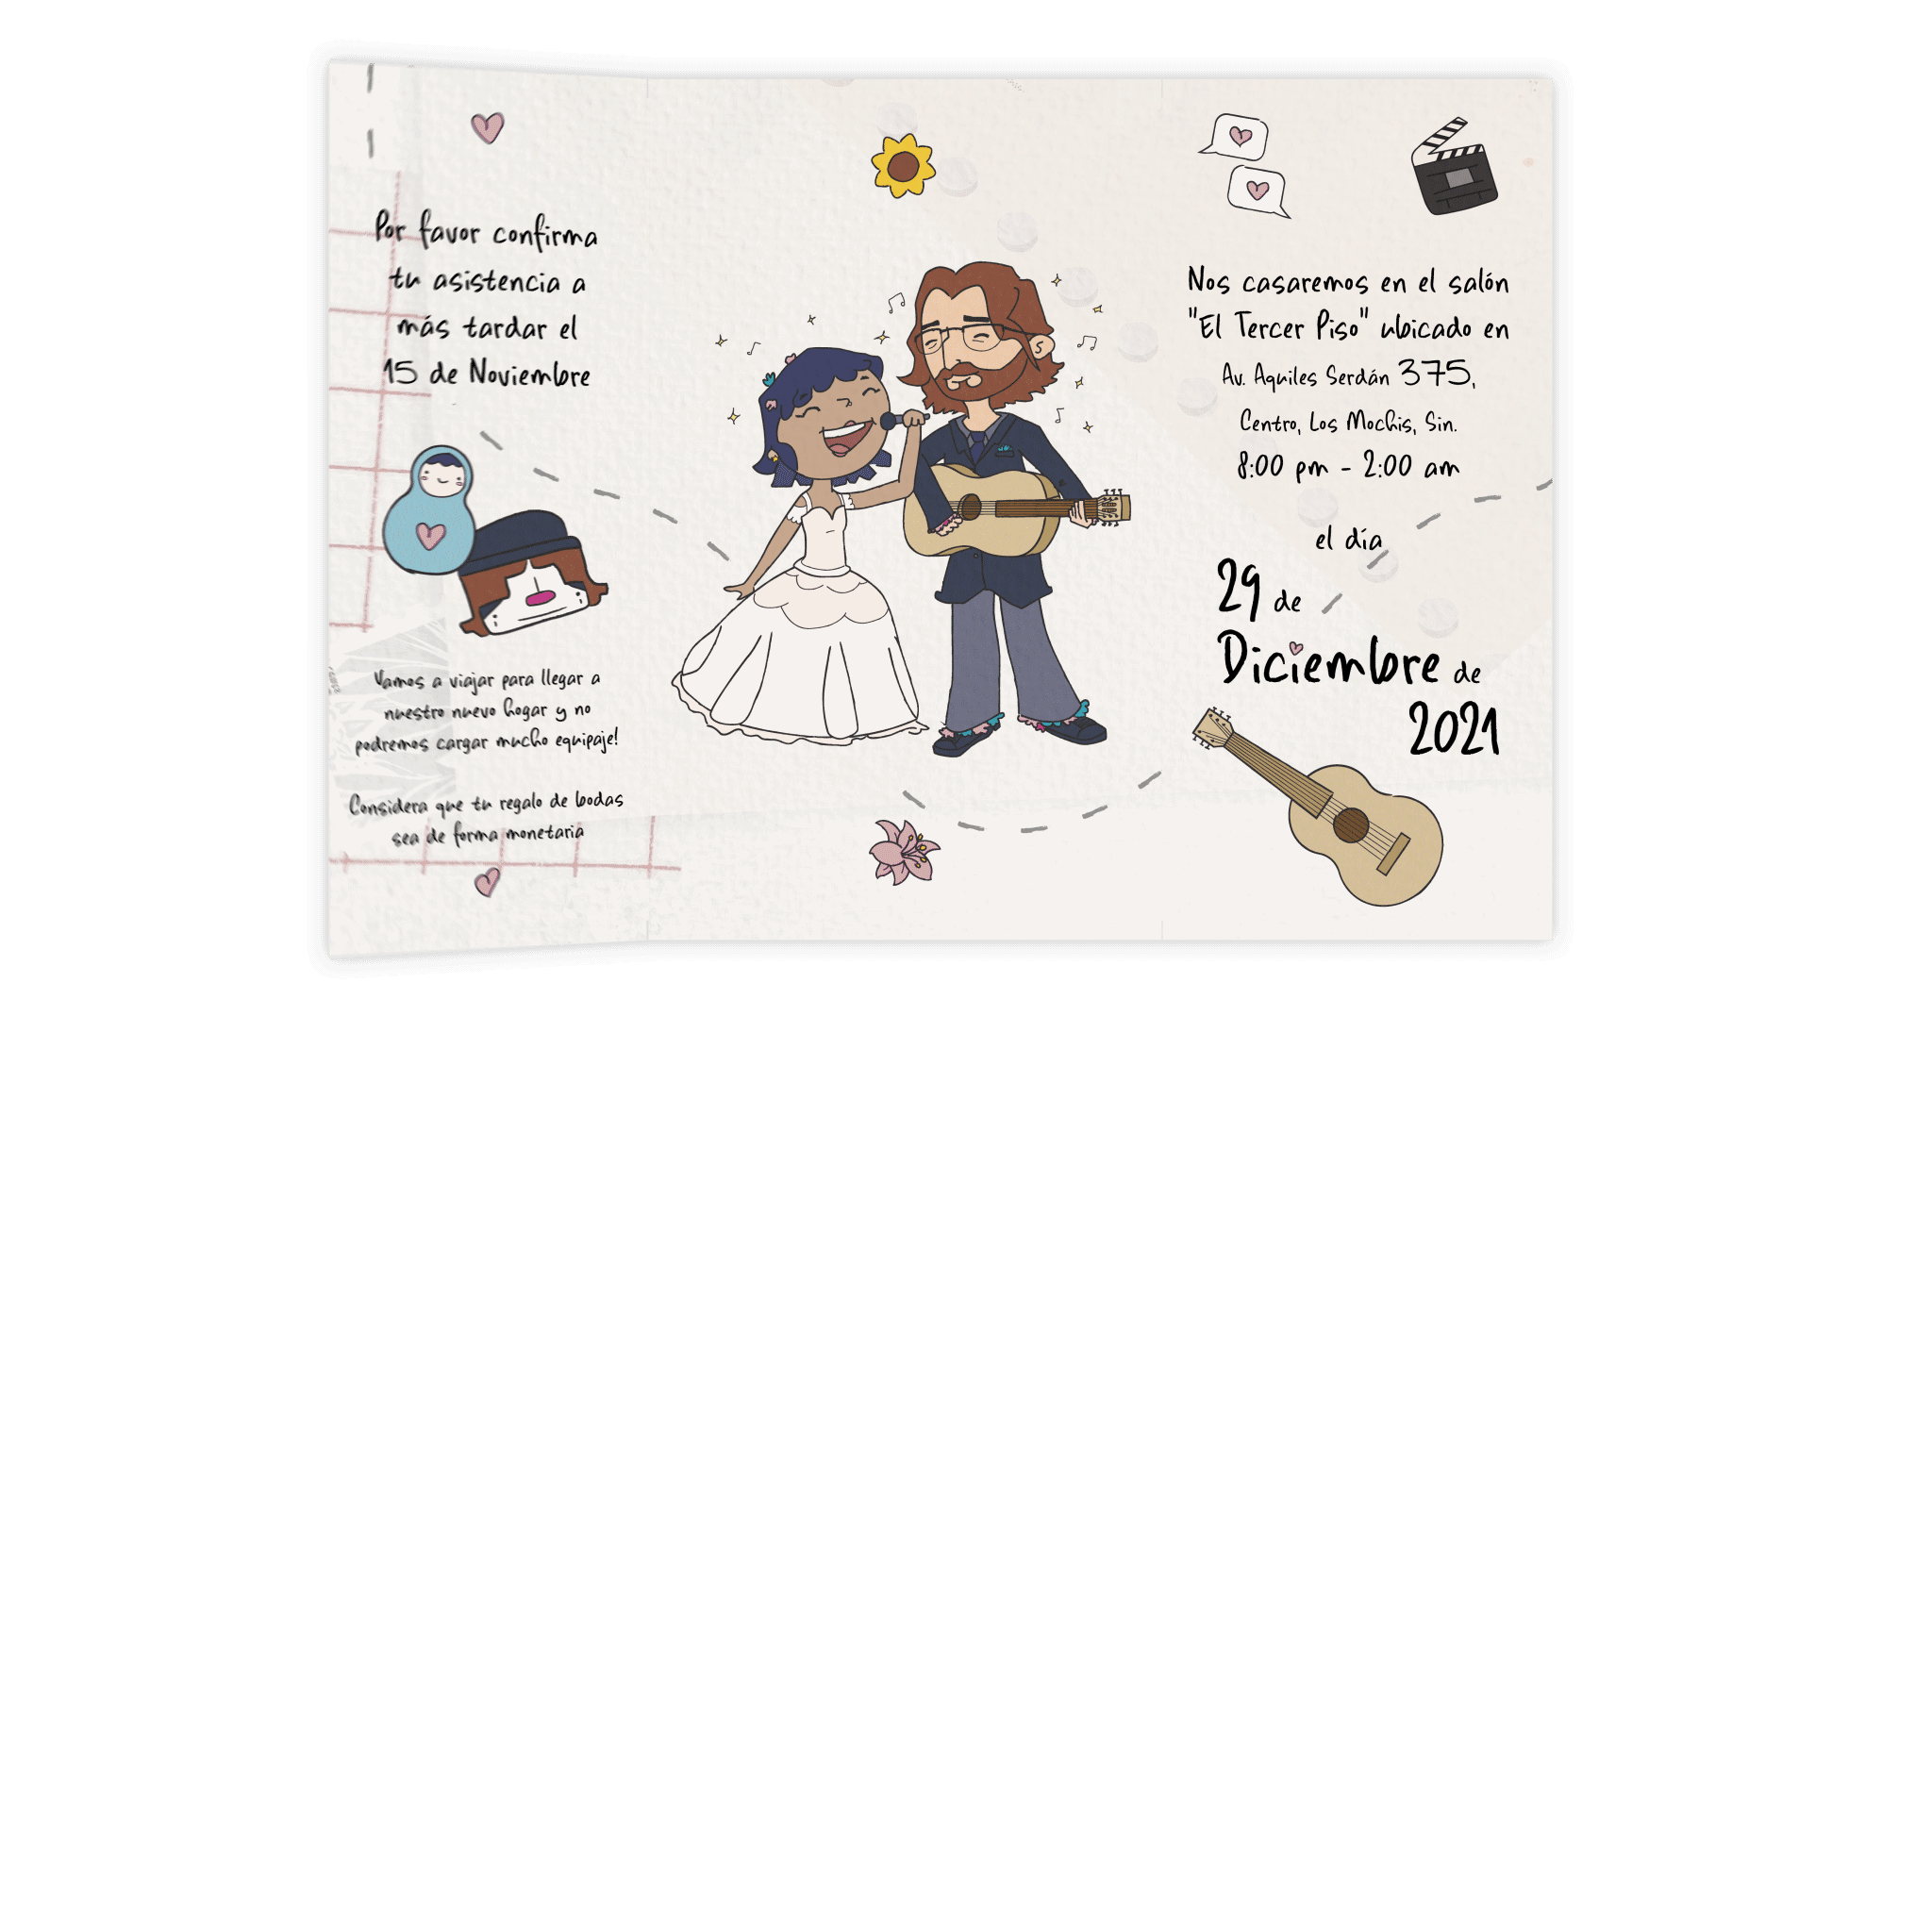 Por favor confirma
tu asistencia a
más tardar el
15 de Noviembre
Vamos a viajar para llegar a
nuestro nuevo hogar y no
podremos cargar mucho equipaje!
Considera que tu regalo de bodas
sea de forma monetaria
Nos casaremos en el salón
"El Tercer Piso" ubicado en
Av. Aquiles Serdán 375,
Centro, Los Mochis, Sin.
8:00 pm - 2:00 am
el día
29 de
Diciembre de
2021